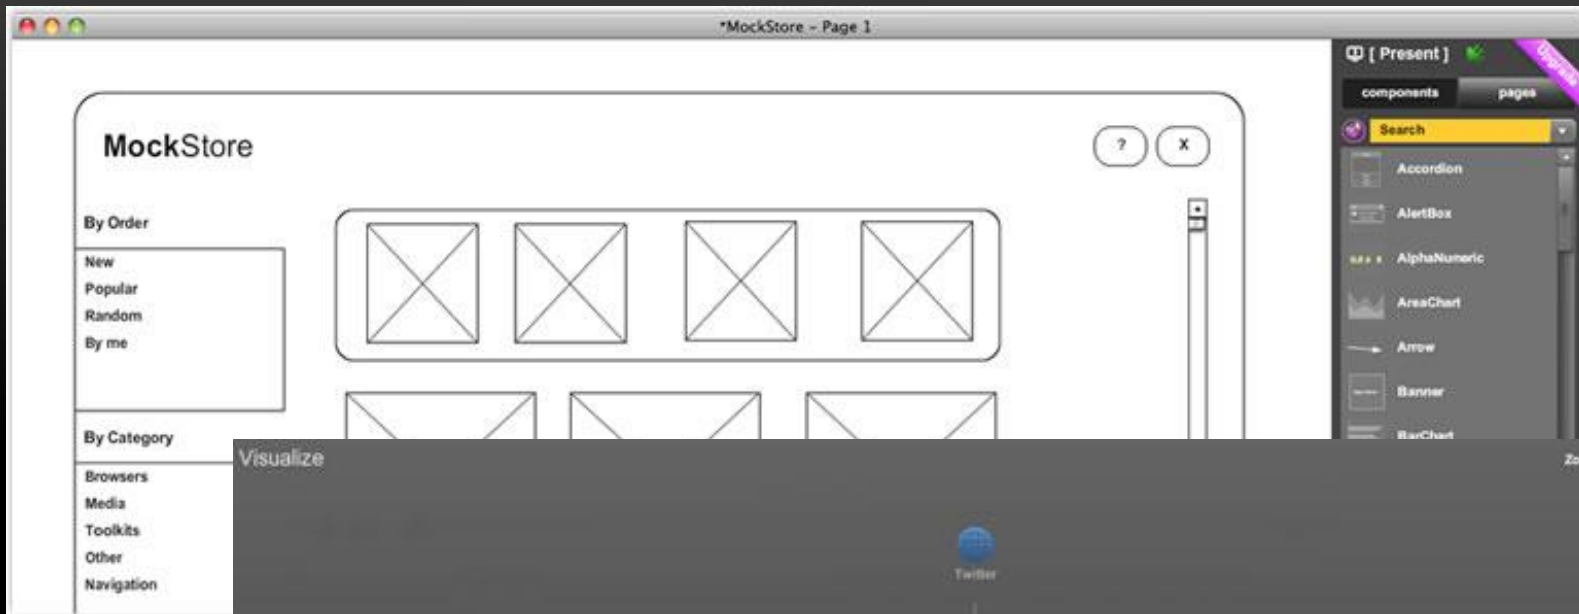 *MockStore - Page 1
[ Present ]
Upgrade
components
pages
Search
Accordion
AlertBox
AlphaNumeric
AreaChart
Arrow
Banner
BarChart
MockStore
?
X
By Order
New
Popular
Random
By me
By Category
Browsers
Media
Toolkits
Other
Navigation
Visualize
Twitter